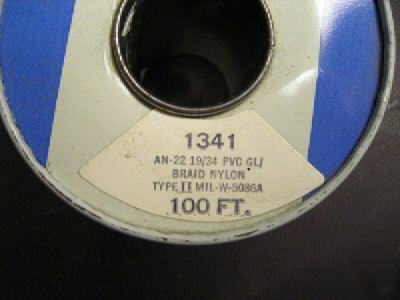 1341
AN-22 19/34 PVC GL/
BRAID NYLON
TYPE II MIL-W-5086A
100 FT.